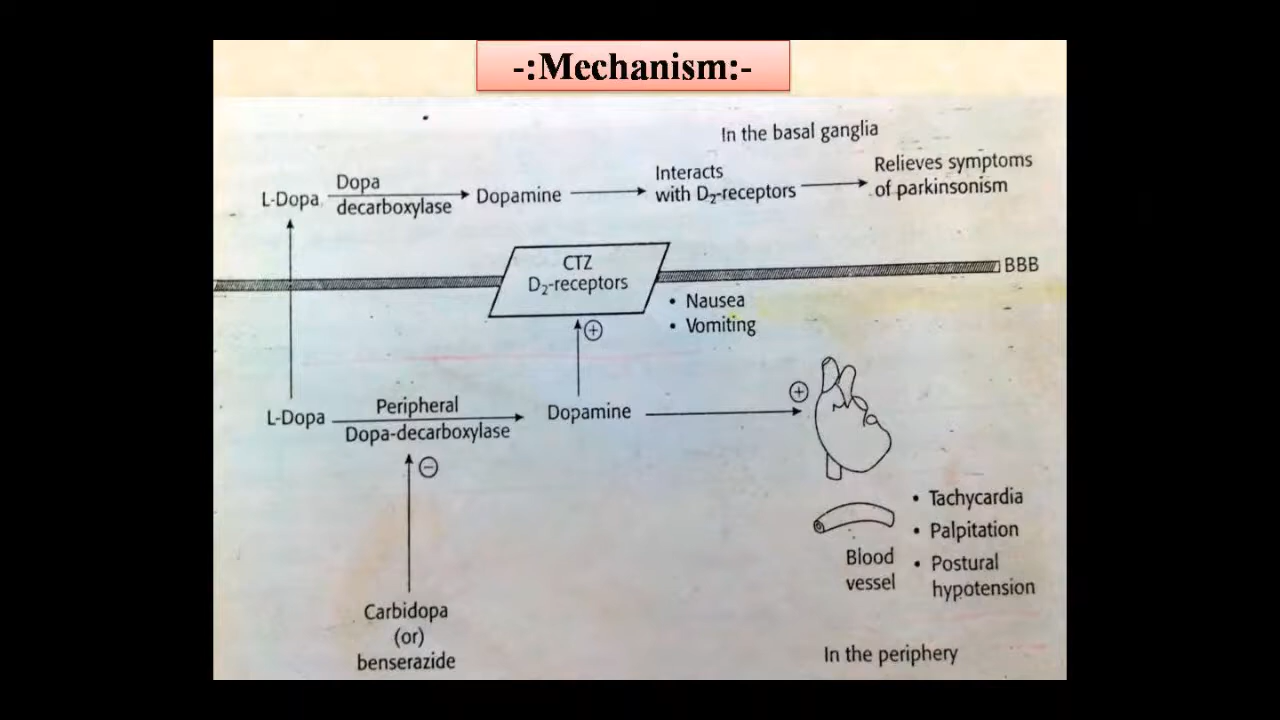 -:Mechanism:-
In the basal ganglia
L-Dopa
Dopa
decarboxylase
Dopamine
Interacts
with D₂-receptors
Relieves symptoms
of parkinsonism
CTZ
D₂-receptors
BBB
• Nausea
• Vomiting
L-Dopa
Peripheral
Dopa-decarboxylase
Dopamine
+
+
−
• Tachycardia
• Palpitation
• Postural
hypotension
Blood
vessel
Carbidopa
(or)
benserazide
In the periphery